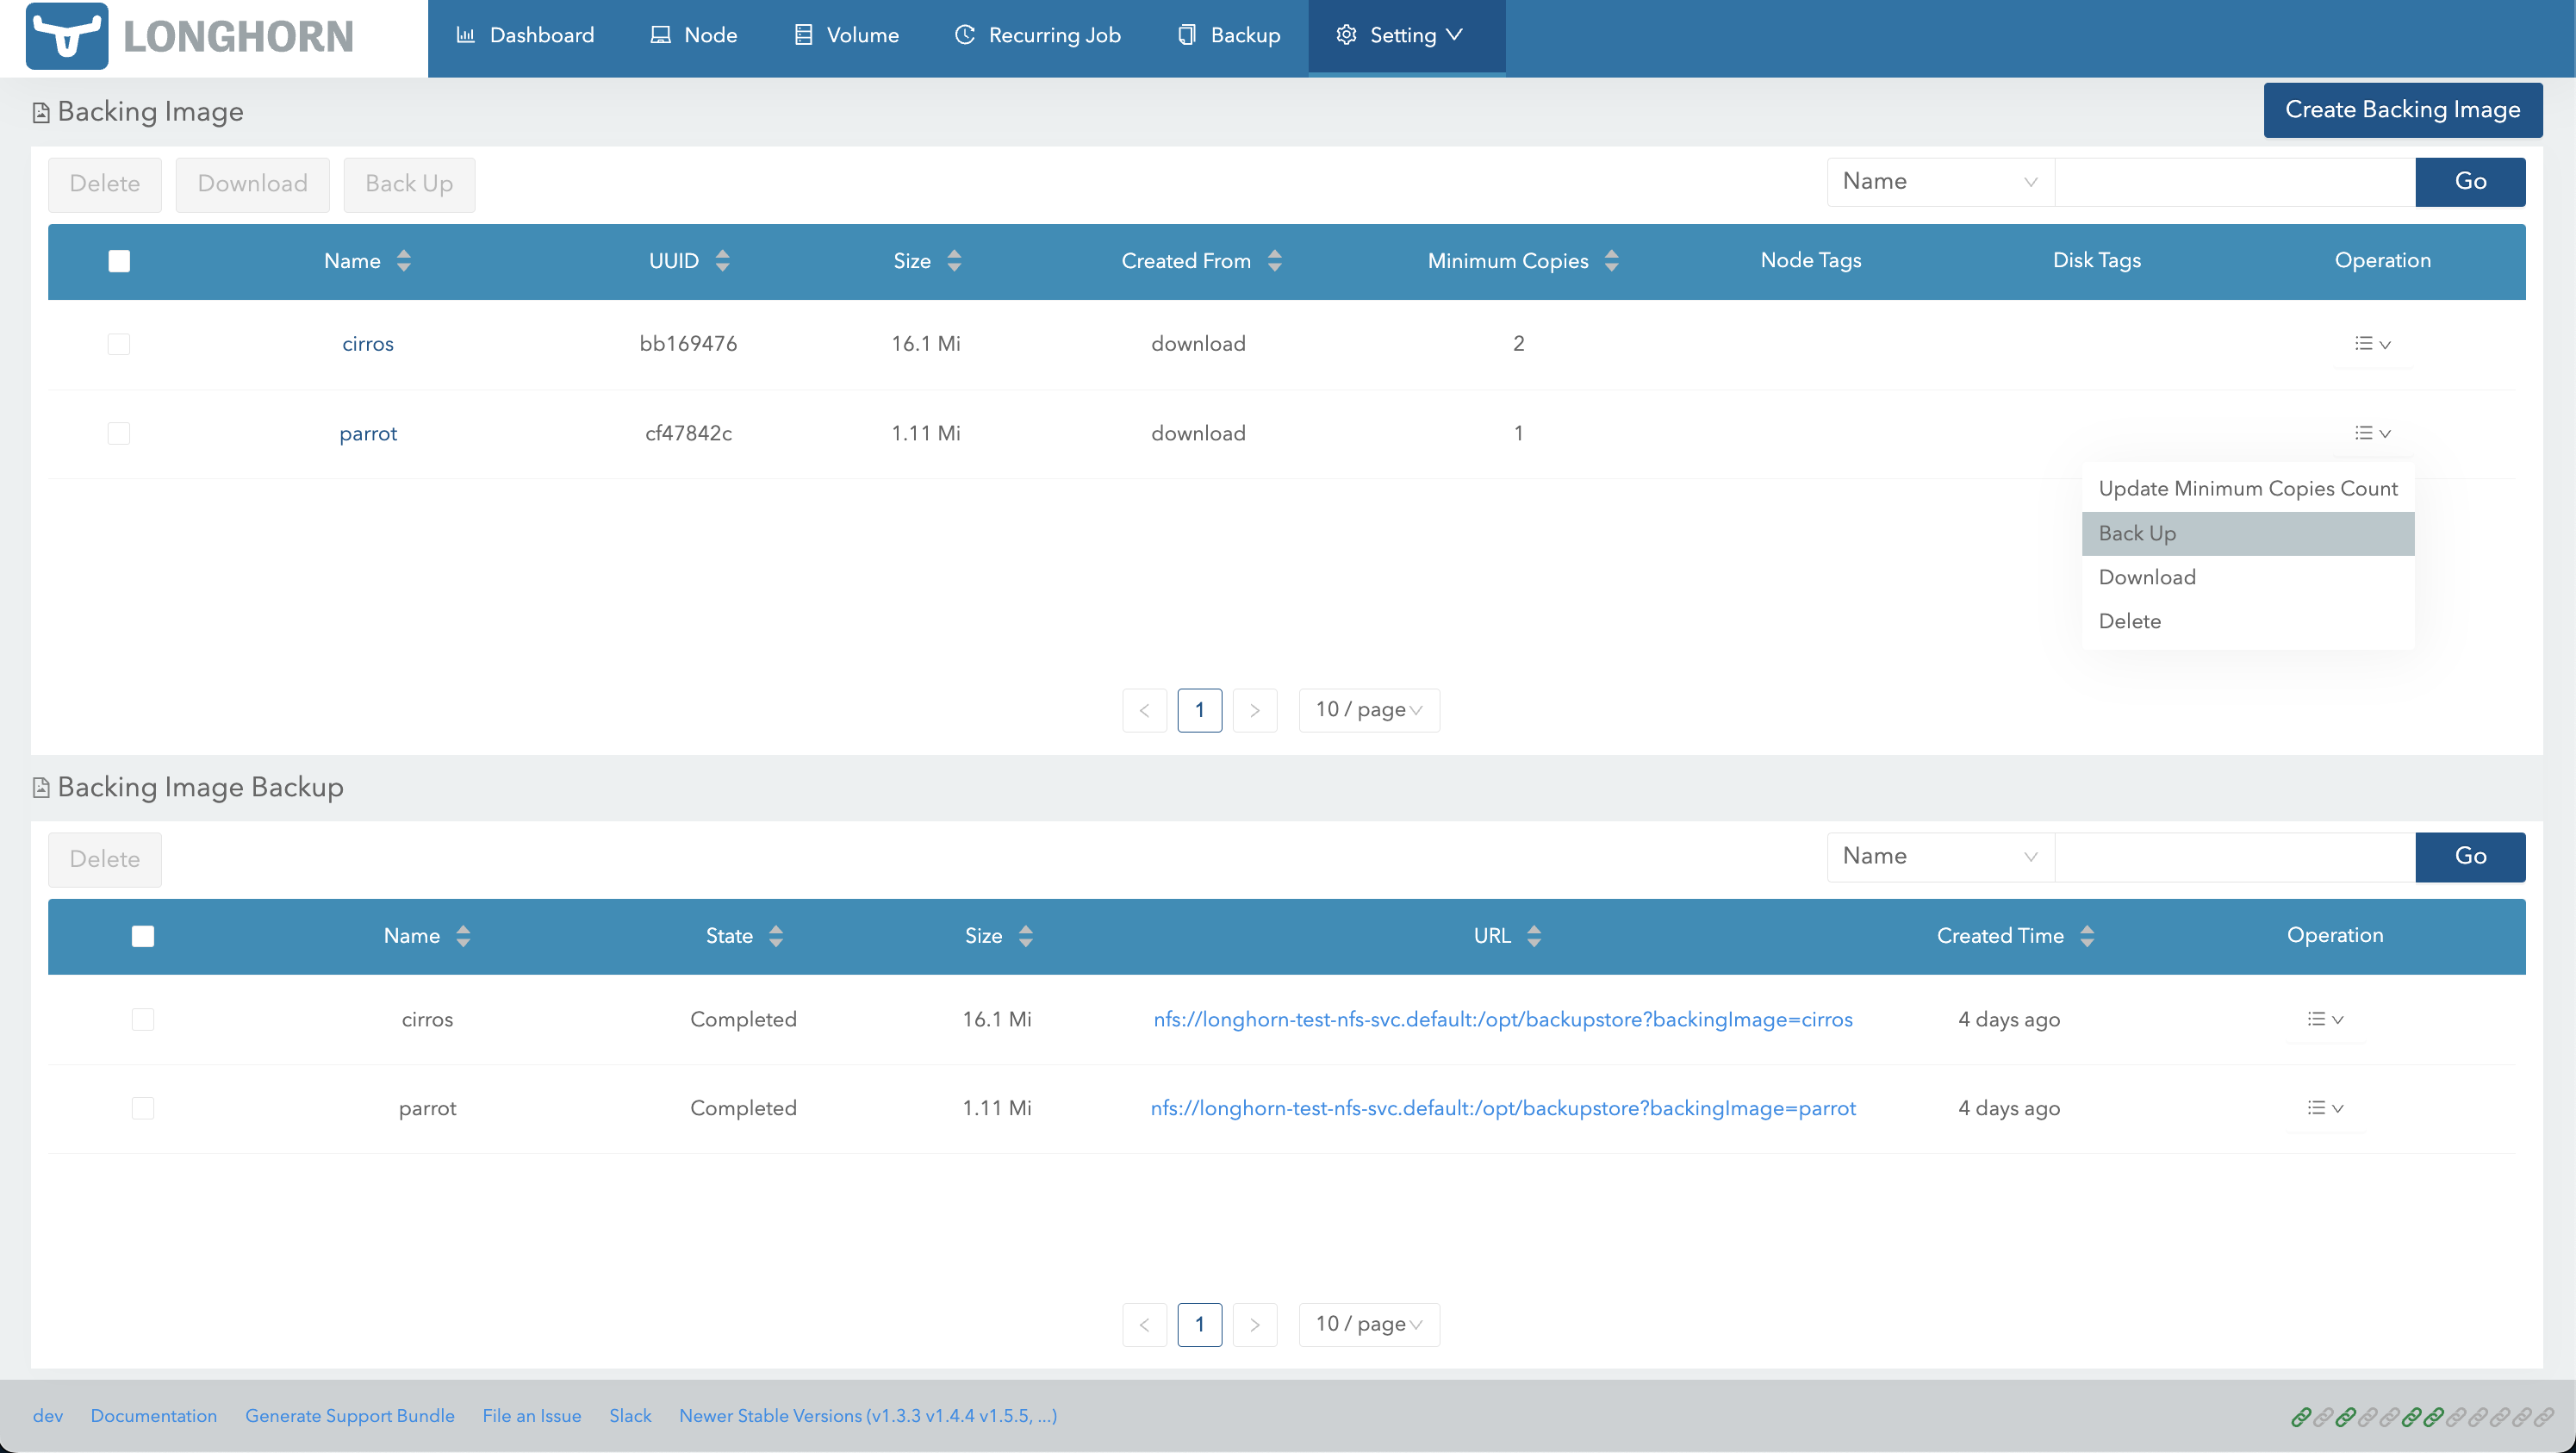 LONGHORN Dashboard Node Volume Recurring Job Backup Setting
Backing Image Create Backing Image
Delete Download Back Up Name Go
Name UUID Size Created From Minimum Copies Node Tags Disk Tags Operation
cirros bb169476 16.1 Mi download 2
parrot cf47842c 1.11 Mi download 1
Update Minimum Copies Count
Back Up
Download
Delete
< 1 > 10 / page
Backing Image Backup
Delete Name Go
Name State Size URL Created Time Operation
cirros Completed 16.1 Mi nfs://longhorn-test-nfs-svc.default:/opt/backupstore?backingImage=cirros 4 days ago
parrot Completed 1.11 Mi nfs://longhorn-test-nfs-svc.default:/opt/backupstore?backingImage=parrot 4 days ago
< 1 > 10 / page
dev Documentation Generate Support Bundle File an Issue Slack Newer Stable Versions (v1.3.3 v1.4.4 v1.5.5, ...)